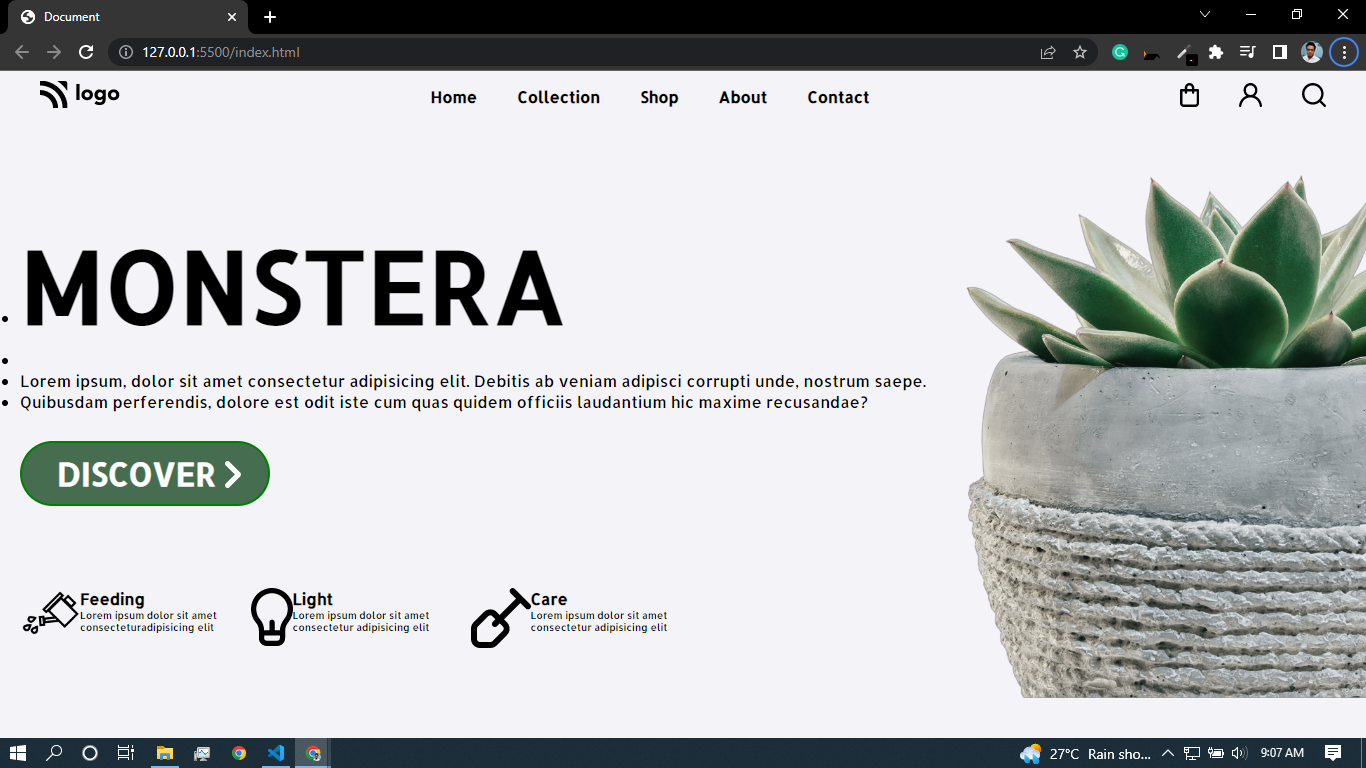 Document
127.0.0.1:5500/index.html
logo
Home Collection Shop About Contact
MONSTERA
Lorem ipsum, dolor sit amet consectetur adipisicing elit. Debitis ab veniam adipisci corrupti unde, nostrum saepe.
Quibusdam perferendis, dolore est odit iste cum quas quidem officiis laudantium hic maxime recusandae?
DISCOVER
Feeding
Lorem ipsum dolor sit amet
consecteturadipisicing elit
Light
Lorem ipsum dolor sit amet
consectetur adipisicing elit
Care
Lorem ipsum dolor sit amet
consectetur adipisicing elit
27°C Rain sho... 9:07 AM